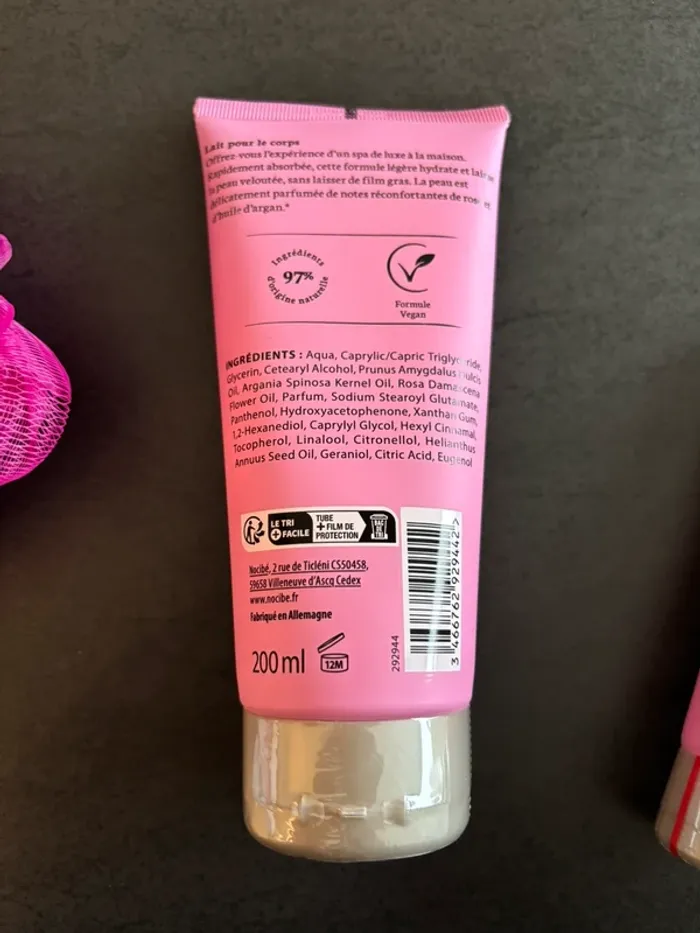 Lait pour le corps
Offrez-vous l'expérience d'un spa de luxe à la maison.
Rapidement absorbée, cette formule légère hydrate et laisse
la peau veloutée, sans laisser de film gras. La peau est
délicatement parfumée de notes réconfortantes de rose et
d'huile d'argan.*
Ingrédients
97%
d'origine naturelle
Formule
Vegan
INGRÉDIENTS : Aqua, Caprylic/Capric Triglyceride,
Glycerin, Cetearyl Alcohol, Prunus Amygdalus Dulcis
Oil, Argania Spinosa Kernel Oil, Rosa Damascena
Flower Oil, Parfum, Sodium Stearoyl Glutamate,
Panthenol, Hydroxyacetophenone, Xanthan Gum,
1,2-Hexanediol, Caprylyl Glycol, Hexyl Cinnamal,
Tocopherol, Linalool, Citronellol, Helianthus
Annuus Seed Oil, Geraniol, Citric Acid, Eugenol
LE TRI
+ FACILE
TUBE
+ FILM DE
PROTECTION
BAC
DE
TRI
Nocibé, 2 rue de Ticléni CS50458,
59658 Villeneuve d'Ascq Cedex
www.nocibe.fr
Fabriqué en Allemagne
200 ml
12M
292944
3 466762 929442 >